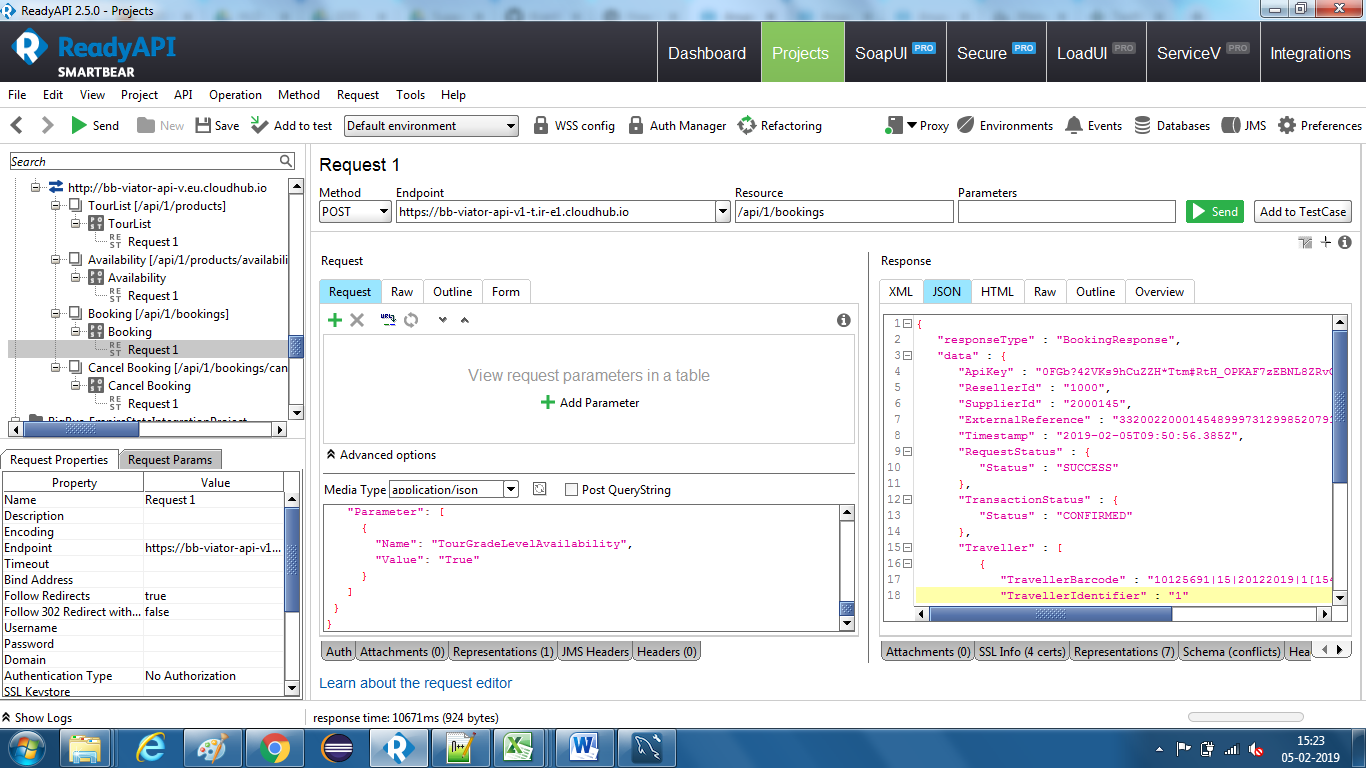 ReadyAPI 2.5.0 - Projects
ReadyAPI
SMARTBEAR
Dashboard
Projects
SoapUI PRO
Secure PRO
LoadUI PRO
ServiceV PRO
Integrations
File Edit View Project API Operation Method Request Tools Help
Send New Save Add to test Default environment WSS config Auth Manager Refactoring Proxy Environments Events Databases JMS Preferences
Search
http://bb-viator-api-v.eu.cloudhub.io
TourList [/api/1/products]
POST TourList
REST Request 1
Availability [/api/1/products/availabili
POST Availability
REST Request 1
Booking [/api/1/bookings]
POST Booking
REST Request 1
Cancel Booking [/api/1/bookings/can
POST Cancel Booking
REST Request 1
Request Properties Request Params
Property Value
Name Request 1
Description
Encoding
Endpoint https://bb-viator-api-v1...
Timeout
Bind Address
Follow Redirects true
Follow 302 Redirect with... false
Username
Password
Domain
Authentication Type No Authorization
SSL Keystore
Show Logs
Request 1
Method Endpoint Resource Parameters
POST https://bb-viator-api-v1-t.ir-e1.cloudhub.io /api/1/bookings Send Add to TestCase
Request
Request Raw Outline Form
View request parameters in a table
Add Parameter
Advanced options
Media Type application/json Post QueryString
"Parameter": [
{
"Name": "TourGradeLevelAvailability",
"Value": "True"
}
]
}
}
Auth Attachments (0) Representations (1) JMS Headers Headers (0)
Learn about the request editor
response time: 10671ms (924 bytes)
Response
XML JSON HTML Raw Outline Overview
1 {
2 "responseType" : "BookingResponse",
3 "data" : {
4 "ApiKey" : "0FGb?42VKs9hCuZZH*Ttm#RtH_OPKAF7zEBNL8ZRv
5 "ResellerId" : "1000",
6 "SupplierId" : "2000145",
7 "ExternalReference" : "332002200014548999731299852079
8 "Timestamp" : "2019-02-05T09:50:56.385Z",
9 "RequestStatus" : {
10 "Status" : "SUCCESS"
11 },
12 "TransactionStatus" : {
13 "Status" : "CONFIRMED"
14 },
15 "Traveller" : [
16 {
17 "TravellerBarcode" : "10125691|15|20122019|1[15
18 "TravellerIdentifier" : "1"
Attachments (0) SSL Info (4 certs) Representations (7) Schema (conflicts) Hea
15:23
05-02-2019